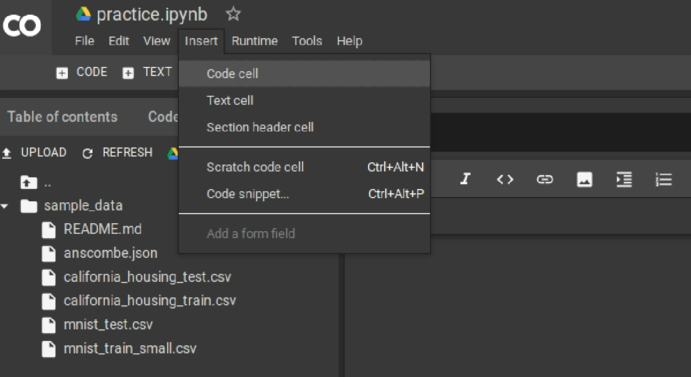 CO practice.ipynb
File Edit View Insert Runtime Tools Help
CODE TEXT
Code cell
Text cell
Section header cell
Scratch code cell Ctrl+Alt+N
Code snippet... Ctrl+Alt+P
Add a form field
Table of contents Code
UPLOAD REFRESH
..
sample_data
README.md
anscombe.json
california_housing_test.csv
california_housing_train.csv
mnist_test.csv
mnist_train_small.csv